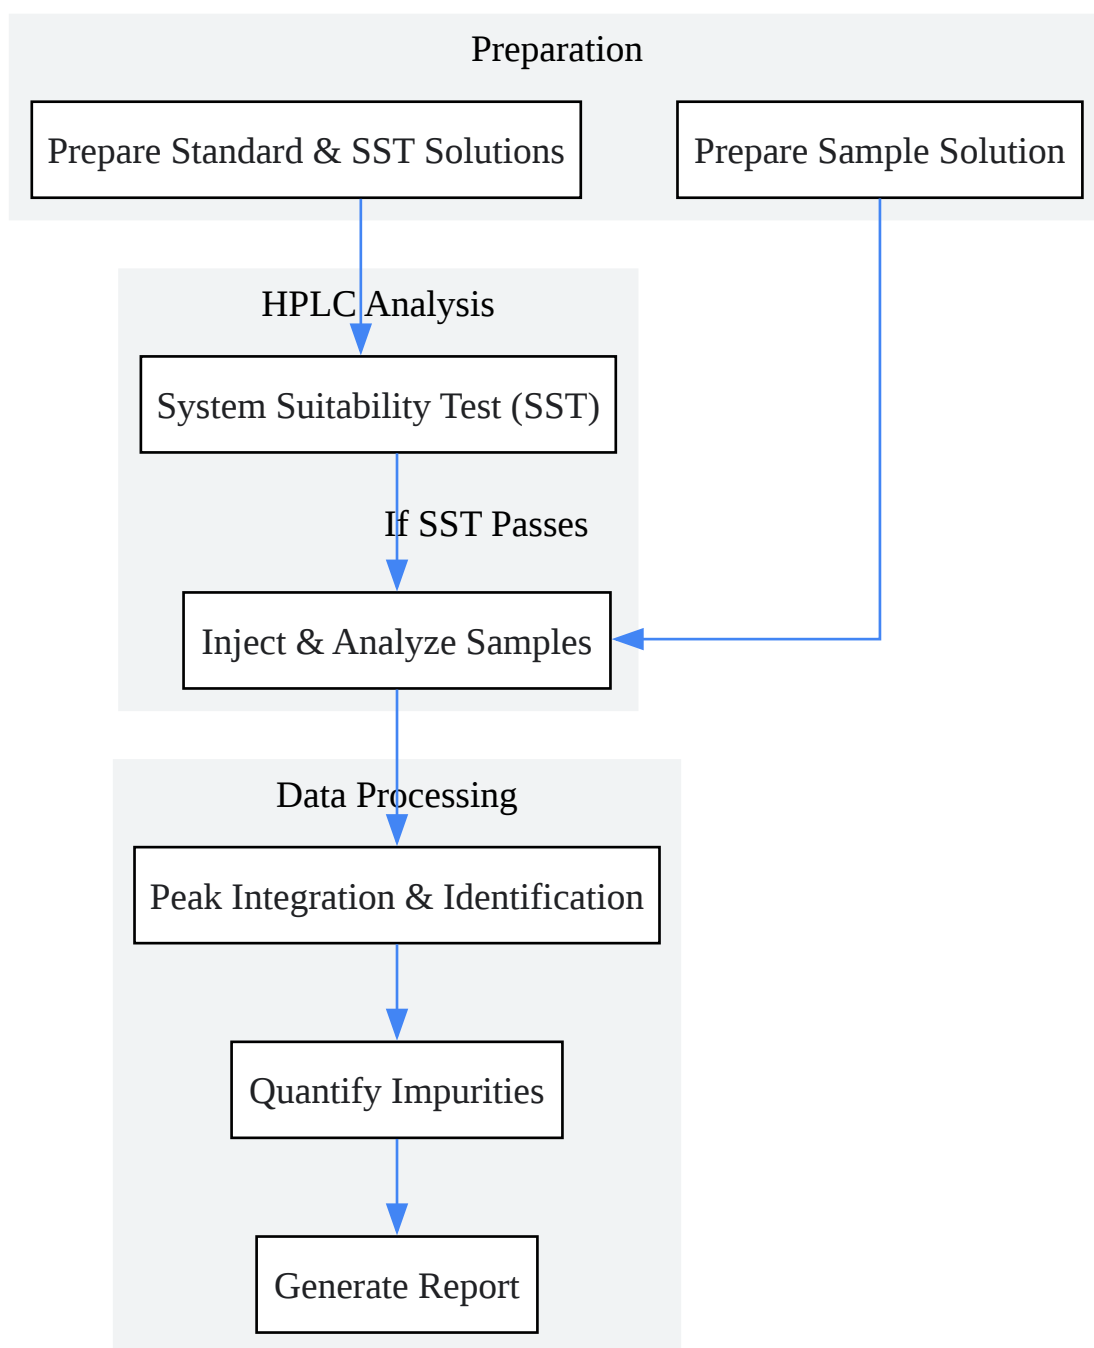 Preparation
Prepare Standard & SST Solutions
Prepare Sample Solution
HPLC Analysis
System Suitability Test (SST)
If SST Passes
Inject & Analyze Samples
Data Processing
Peak Integration & Identification
Quantify Impurities
Generate Report